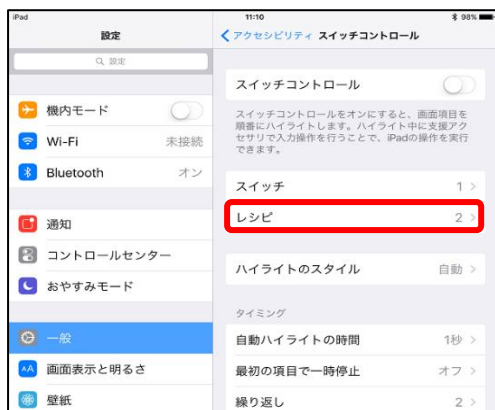 iPad
11:10
98%
設定
アクセシビリティ スイッチコントロール
設定
機内モード
Wi-Fi 未接続
Bluetooth オン
通知
コントロールセンター
おやすみモード
一般
画面表示と明るさ
壁紙
スイッチコントロール
スイッチコントロールをオンにすると、画面項目を
順番にハイライトします。ハイライト中に支援アク
セサリで入力操作を行うことで、iPadの操作を実行
できます。
スイッチ 1
レシピ 2
ハイライトのスタイル 自動
タイミング
自動ハイライトの時間 1秒
最初の項目で一時停止 オフ
繰り返し 2